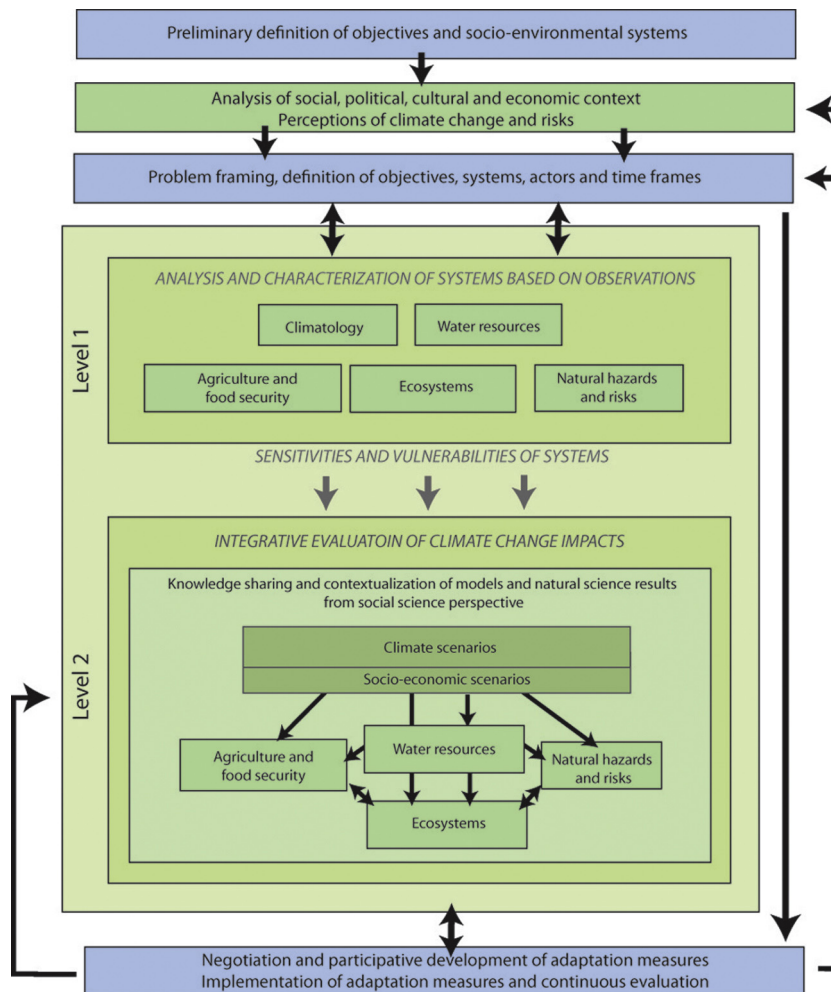 Preliminary definition of objectives and socio-environmental systems
Analysis of social, political, cultural and economic context
Perceptions of climate change and risks
Problem framing, definition of objectives, systems, actors and time frames
Level 1
ANALYSIS AND CHARACTERIZATION OF SYSTEMS BASED ON OBSERVATIONS
Climatology
Water resources
Agriculture and
food security
Ecosystems
Natural hazards
and risks
SENSITIVITIES AND VULNERABILITIES OF SYSTEMS
Level 2
INTEGRATIVE EVALUATOIN OF CLIMATE CHANGE IMPACTS
Knowledge sharing and contextualization of models and natural science results
from social science perspective
Climate scenarios
Socio-economic scenarios
Agriculture and
food security
Water resources
Natural hazards
and risks
Ecosystems
Negotiation and participative development of adaptation measures
Implementation of adaptation measures and continuous evaluation